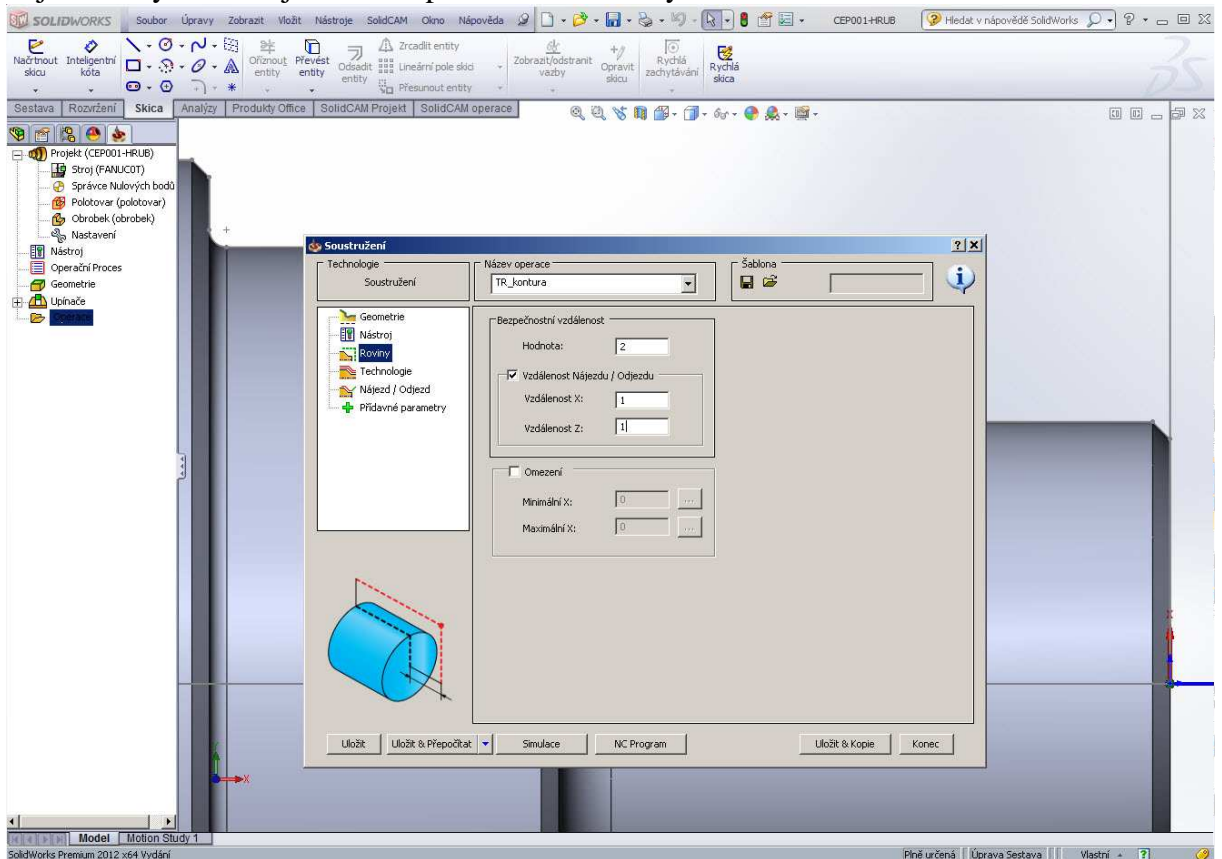 SOLIDWORKS Soubor Úpravy Zobrazit Vložit Nástroje SolidCAM Okno Nápověda CEP001-HRUB Hledat v nápovědě SolidWorks
Načrtnout skicu
Inteligentní kóta
Oříznout entity
Převést entity
Odsadit entity
Zrcadlit entity
Lineární pole skici
Přesunout entity
Zobrazit/odstranit vazby
Opravit skicu
Rychlá zachytávání
Rychlá skica
Sestava Rozvržení Skica Analýzy Produkty Office SolidCAM Projekt SolidCAM operace
Projekt (CEP001-HRUB)
Stroj (FANUC0T)
Správce Nulových bodů
Polotovar (polotovar)
Obrobek (obrobek)
Nastavení
Nástroj
Operační Proces
Geometrie
Upínače
Operace
Soustružení
Technologie
Soustružení
Název operace
TR_kontura
Šablona
Geometrie
Nástroj
Roviny
Technologie
Nájezd / Odjezd
Přídavné parametry
Bezpečnostní vzdálenost
Hodnota: 2
Vzdálenost Nájezdu / Odjezdu
Vzdálenost X: 1
Vzdálenost Z: 1
Omezení
Minimální X: 0 ...
Maximální X: 0 ...
Uložit Uložit & Přepočítat Simulace NC Program Uložit & Kopie Konec
X
Y
X
Model Motion Study 1
SolidWorks Premium 2012 x64 Vydání Plně určená Úprava Sestava Vlastní